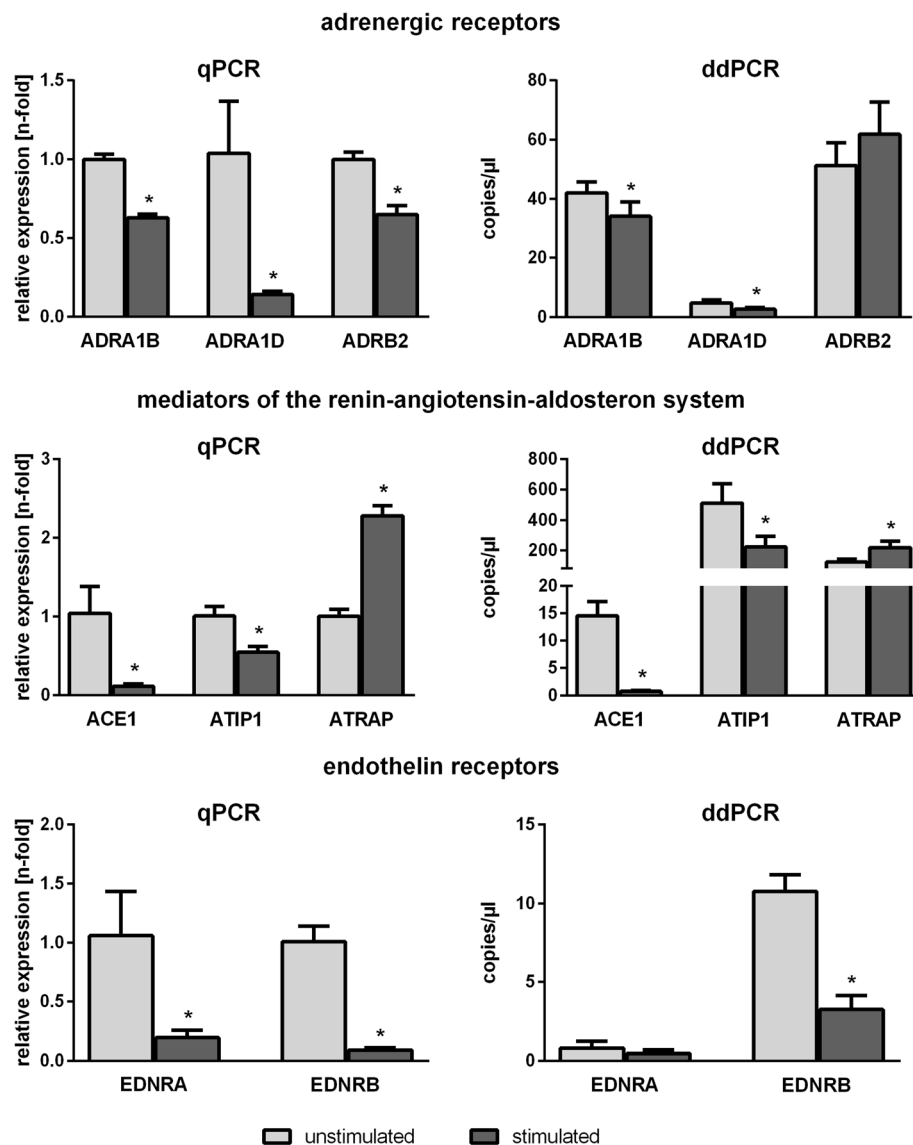 adrenergic receptors
qPCR
relative expression [n-fold]
1.5
1.0
0.5
0.0
*
*
*
ADRA1B ADRA1D ADRB2
ddPCR
copies/µl
80
60
40
20
0
*
*
ADRA1B ADRA1D ADRB2
mediators of the renin-angiotensin-aldosteron system
qPCR
relative expression [n-fold]
3
2
1
0
*
*
*
ACE1 ATIP1 ATRAP
ddPCR
copies/µl
800
600
400
200
20
15
10
5
0
*
*
*
ACE1 ATIP1 ATRAP
endothelin receptors
qPCR
relative expression [n-fold]
2.0
1.5
1.0
0.5
0.0
*
*
EDNRA EDNRB
ddPCR
copies/µl
15
10
5
0
*
EDNRA EDNRB
unstimulated stimulated